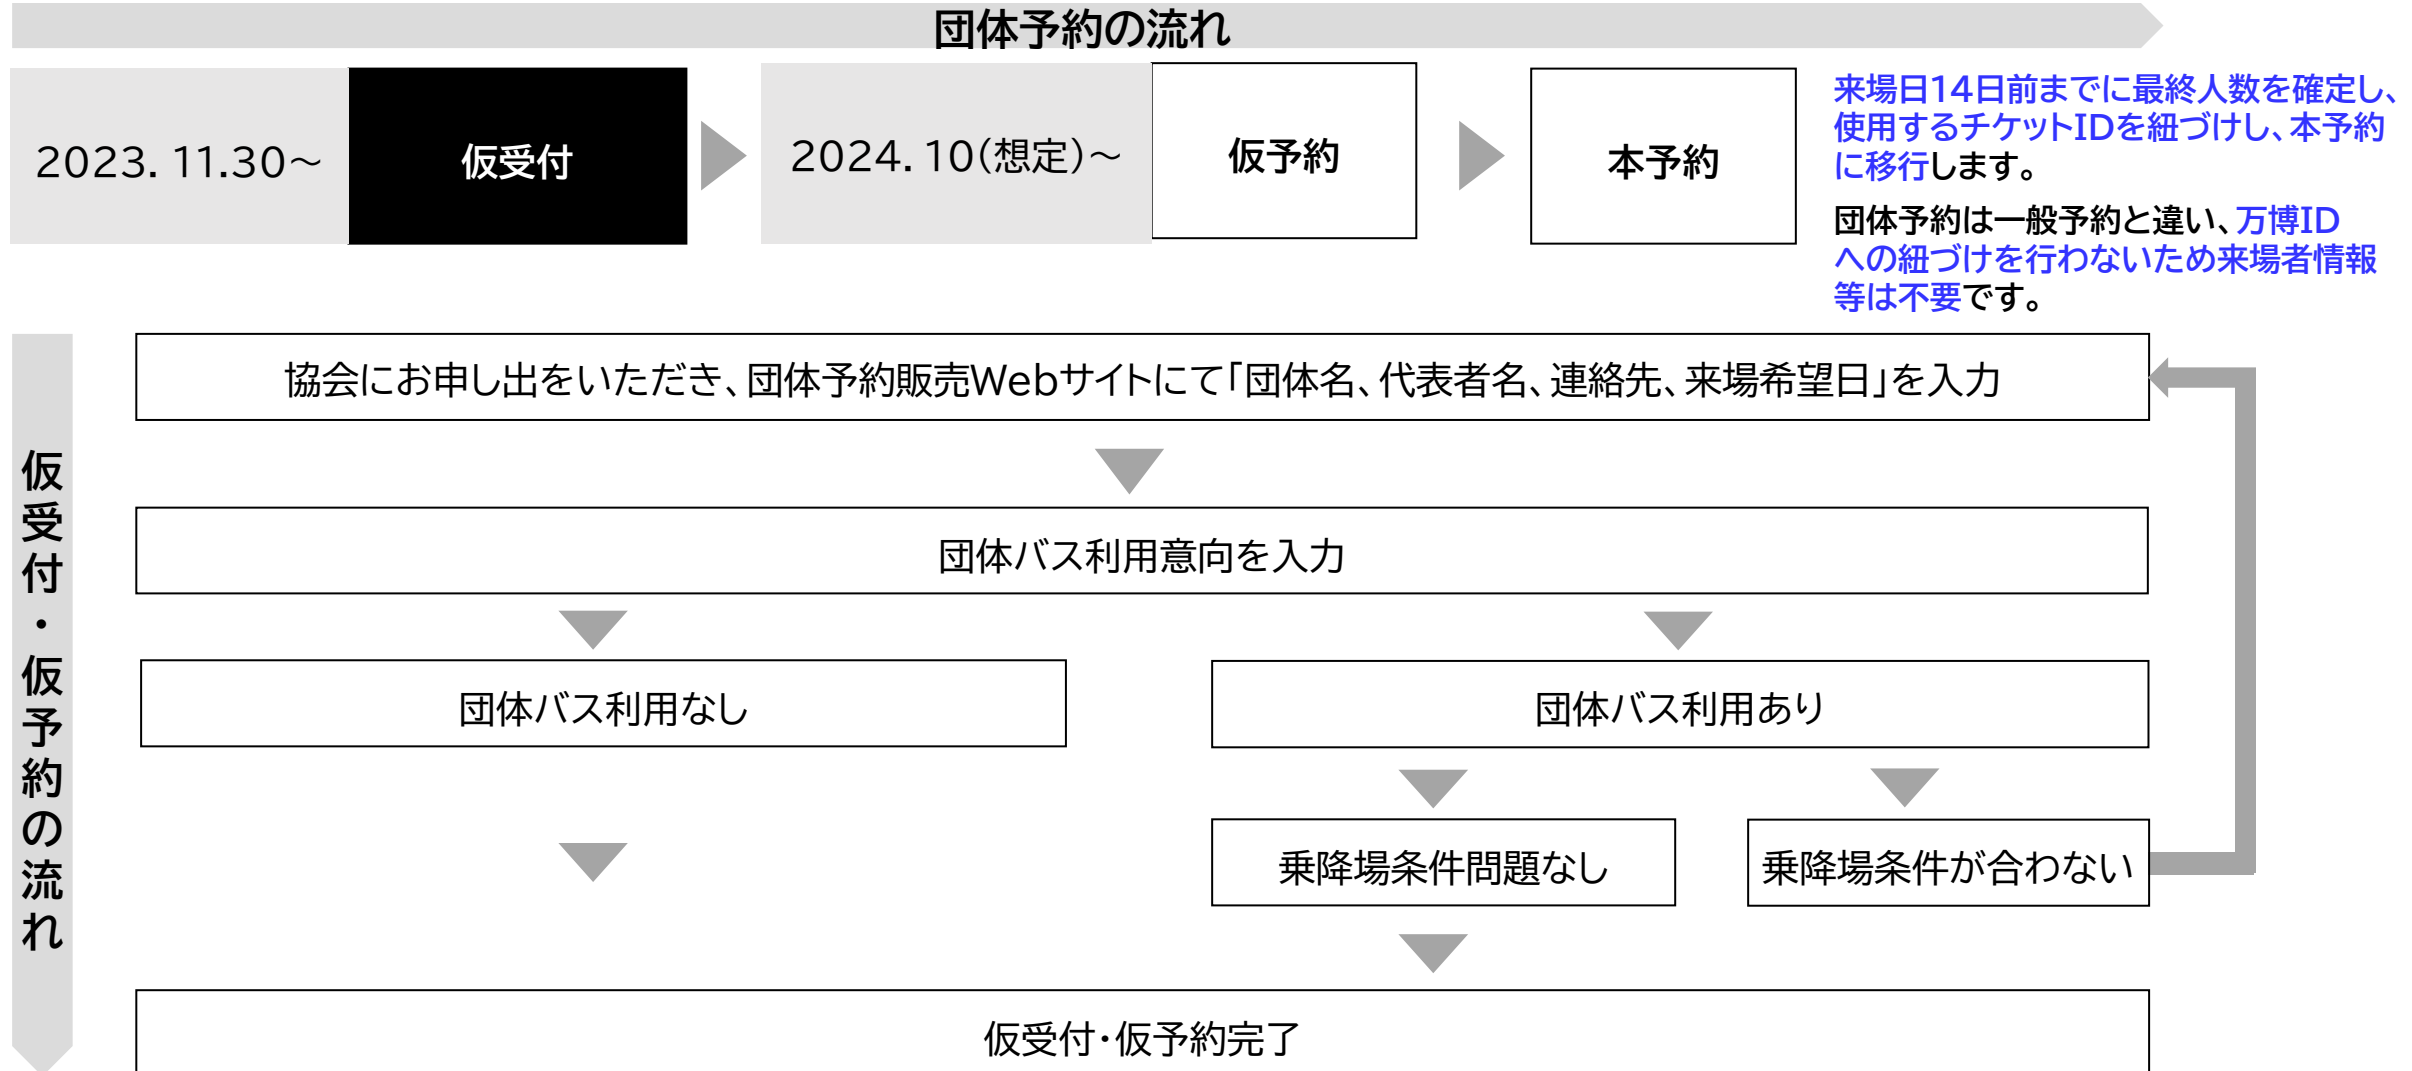 団体予約の流れ
2023. 11.30～
仮受付
2024. 10(想定)～
仮予約
本予約
来場日14日前までに最終人数を確定し、
使用するチケットIDを紐づけし、本予約
に移行します。
団体予約は一般予約と違い、万博ID
への紐づけを行わないため来場者情報
等は不要です。
仮受付・仮予約の流れ
協会にお申し出をいただき、団体予約販売Webサイトにて「団体名、代表者名、連絡先、来場希望日」を入力
団体バス利用意向を入力
団体バス利用なし
団体バス利用あり
乗降場条件問題なし
乗降場条件が合わない
仮受付・仮予約完了